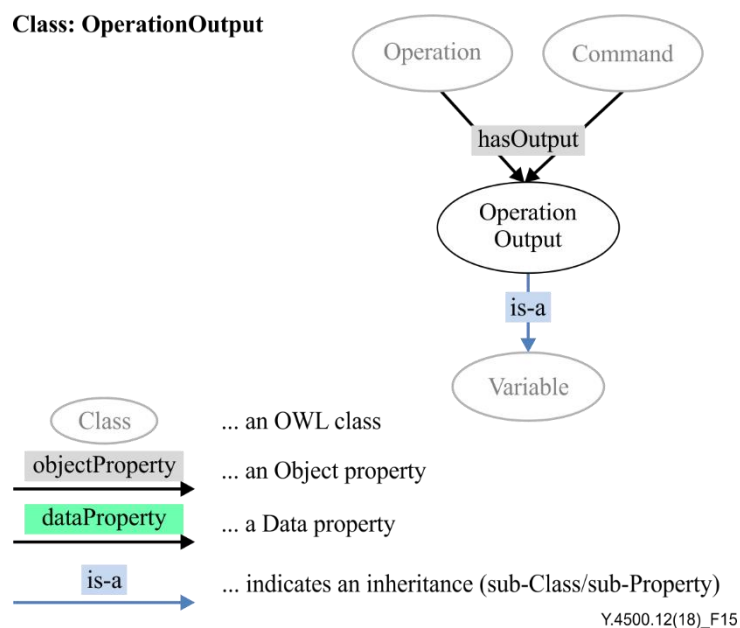 Class: OperationOutput
Operation
Command
hasOutput
Operation
Output
is-a
Variable
Class ... an OWL class
objectProperty ... an Object property
dataProperty ... a Data property
is-a ... indicates an inheritance (sub-Class/sub-Property)
Y.4500.12(18)_F15